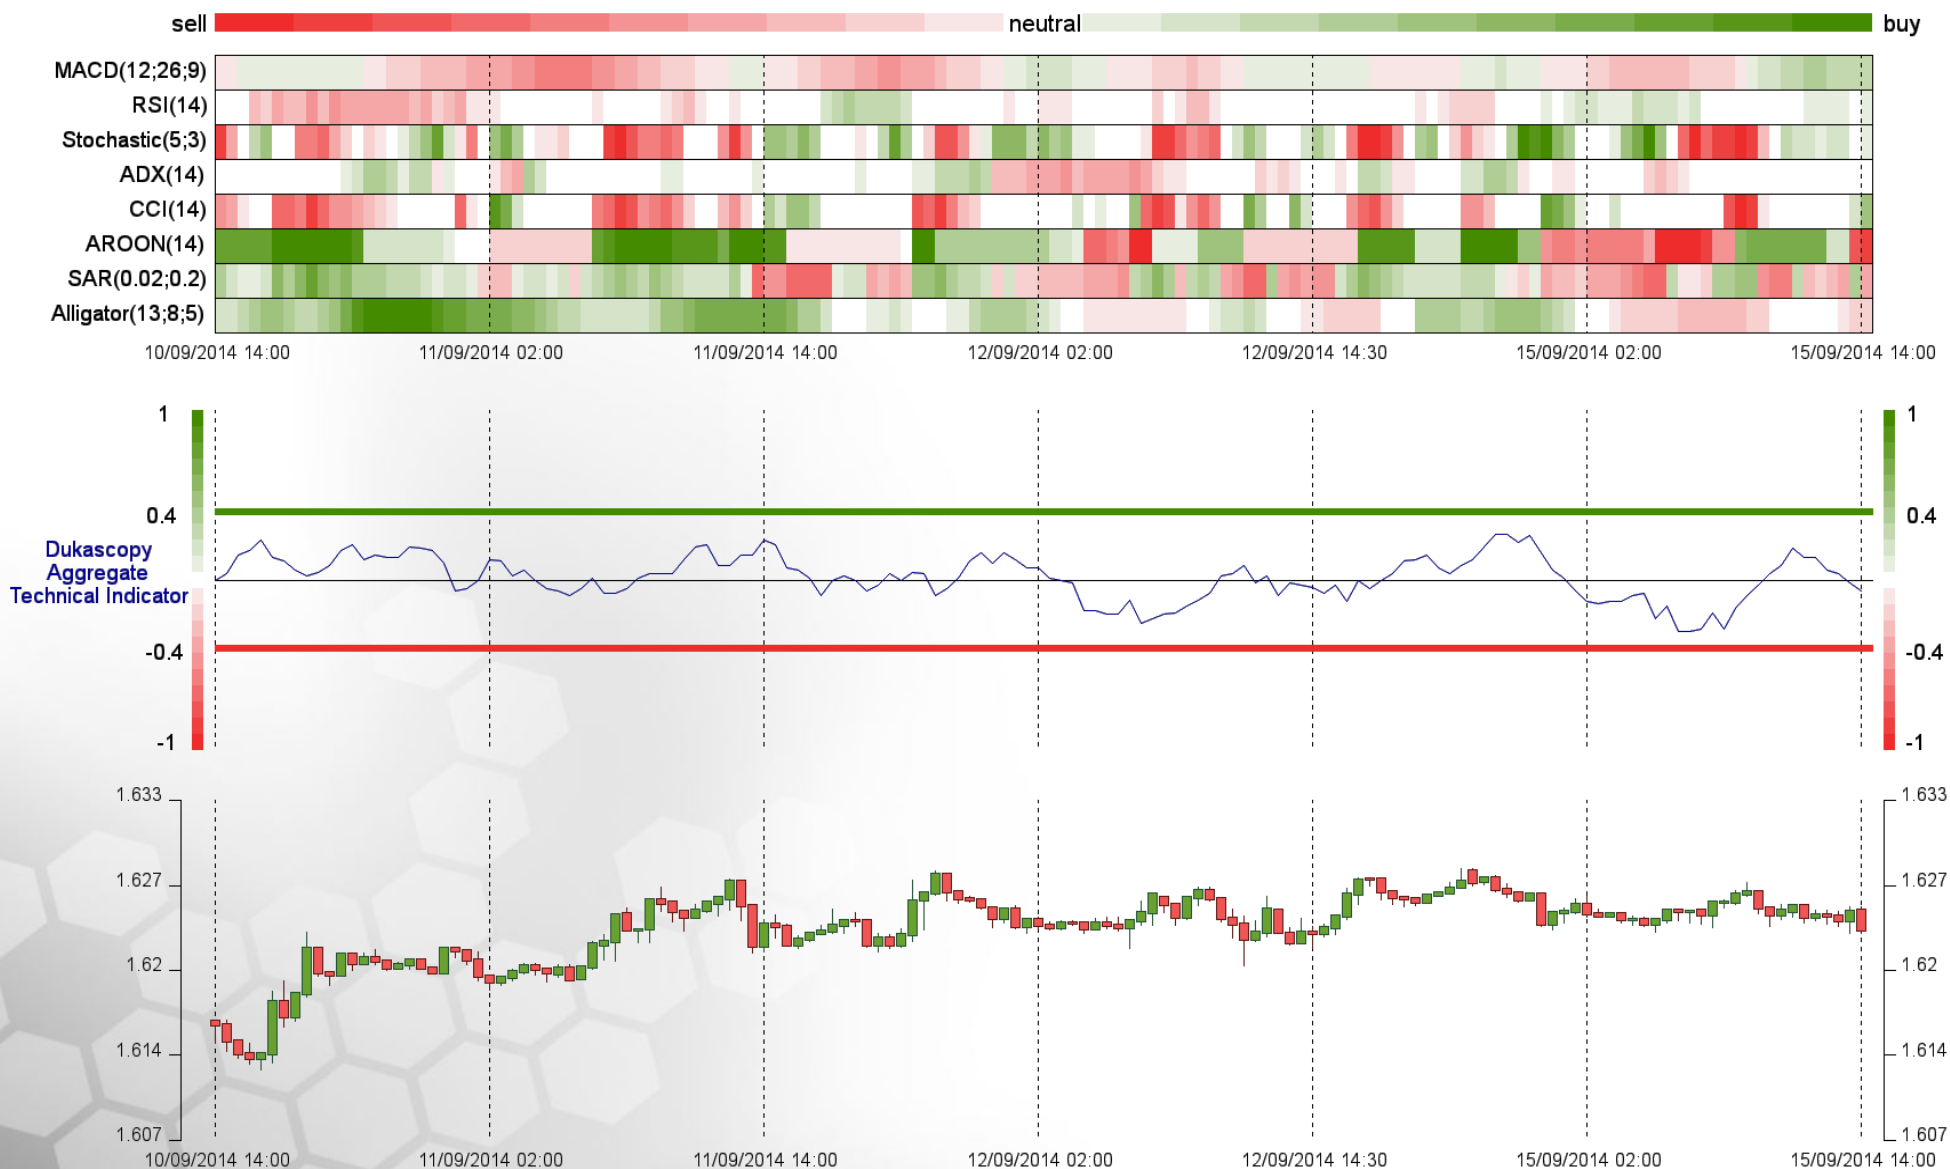 sell neutral buy
MACD(12;26;9)
RSI(14)
Stochastic(5;3)
ADX(14)
CCI(14)
AROON(14)
SAR(0.02;0.2)
Alligator(13;8;5)
10/09/2014 14:00 11/09/2014 02:00 11/09/2014 14:00 12/09/2014 02:00 12/09/2014 14:30 15/09/2014 02:00 15/09/2014 14:00
1 1
0.4 0.4
Dukascopy
Aggregate
Technical Indicator
-0.4 -0.4
-1 -1
1.633 1.633
1.627 1.627
1.62 1.62
1.614 1.614
1.607 1.607
10/09/2014 14:00 11/09/2014 02:00 11/09/2014 14:00 12/09/2014 02:00 12/09/2014 14:30 15/09/2014 02:00 15/09/2014 14:00